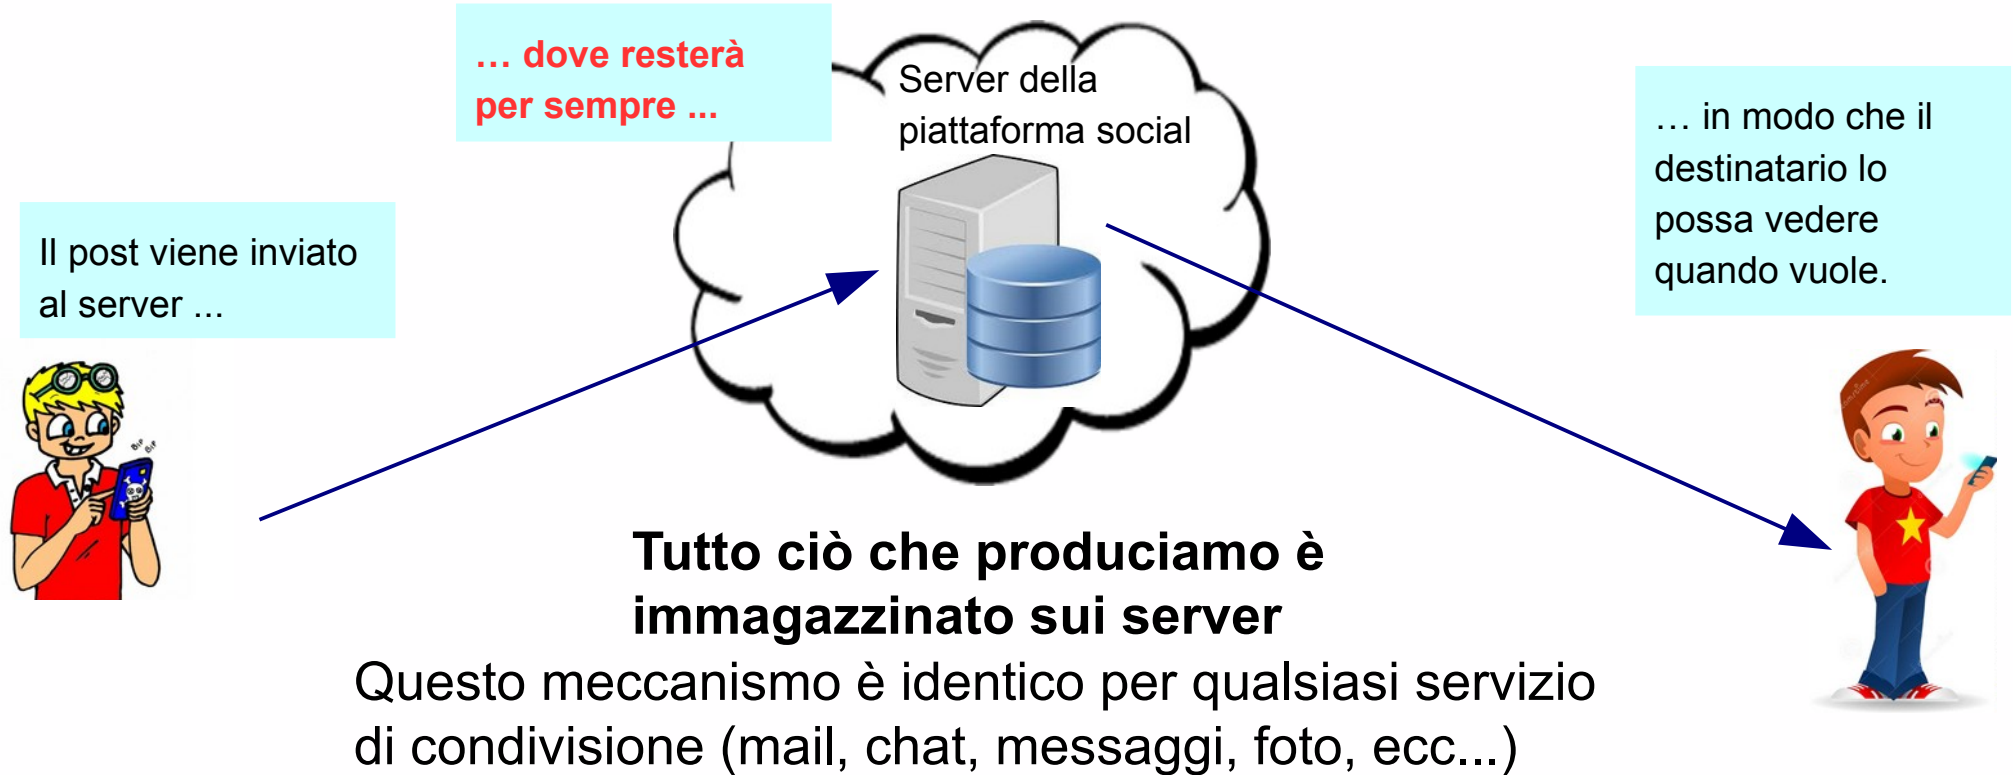 Il post viene inviato
al server ...
… dove resterà
per sempre ...
Server della
piattaforma social
… in modo che il
destinatario lo
possa vedere
quando vuole.
BIP
BIP
Tutto ciò che produciamo è
immagazzinato sui server
Questo meccanismo è identico per qualsiasi servizio
di condivisione (mail, chat, messaggi, foto, ecc...)